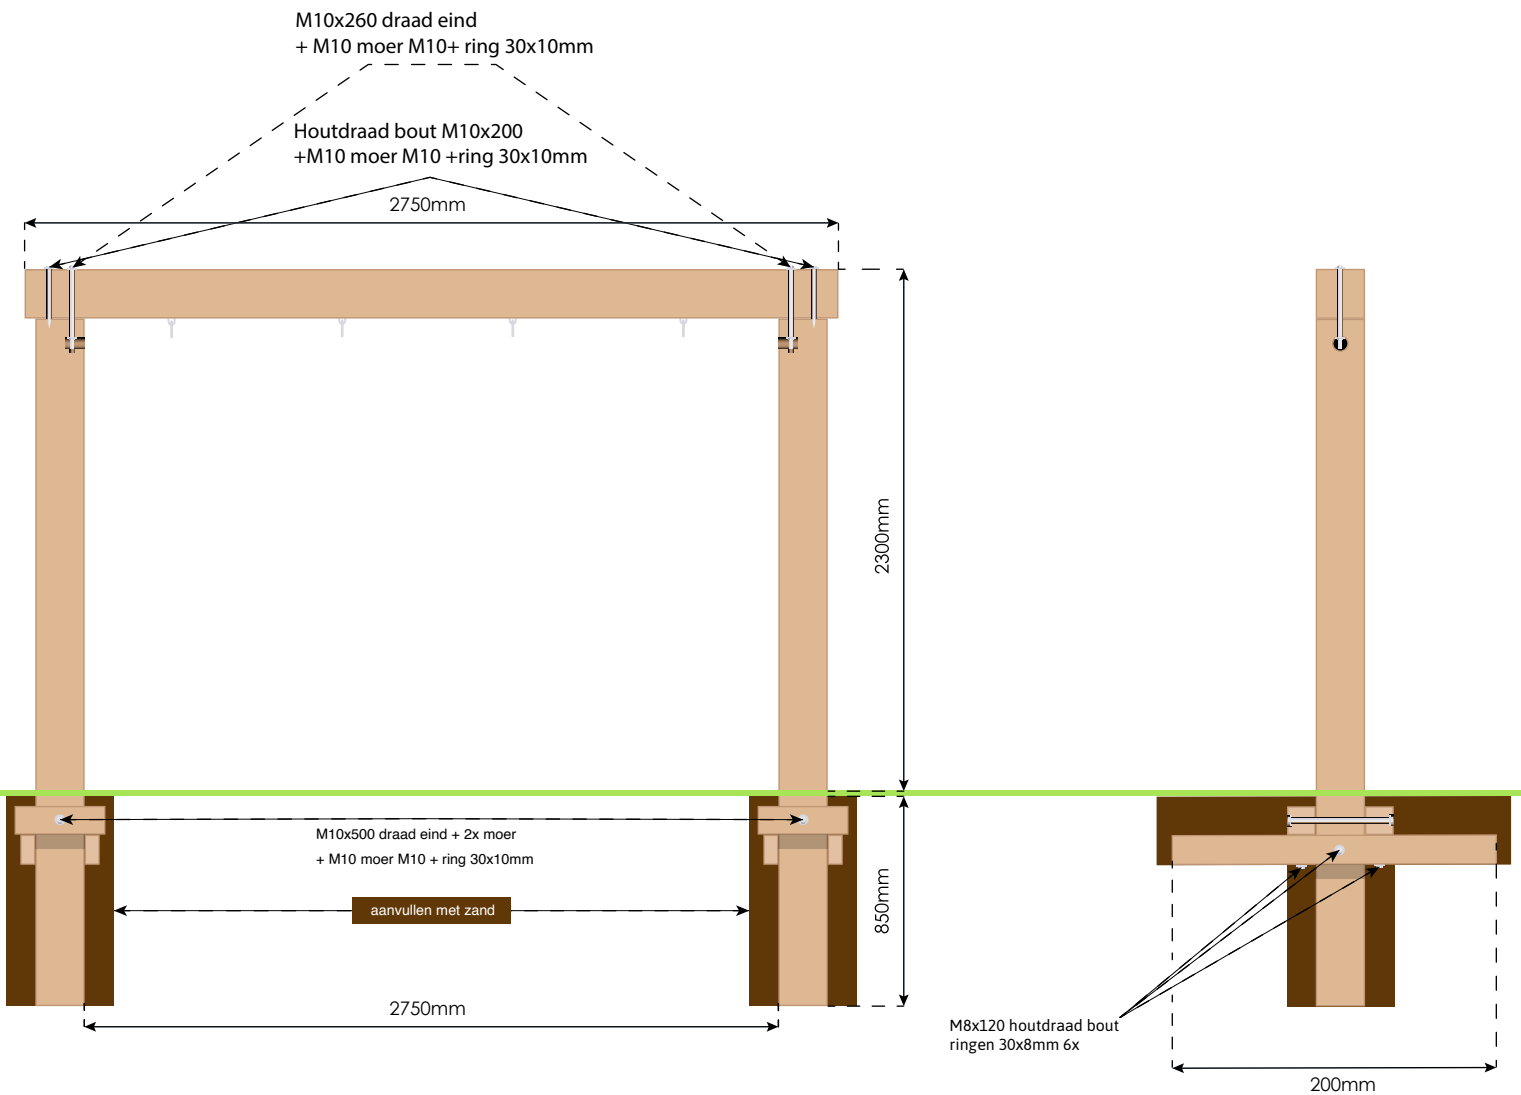 M10x260 draad eind
+ M10 moer M10+ ring 30x10mm
Houtdraad bout M10x200
+M10 moer M10 +ring 30x10mm
2750mm
2300mm
M10x500 draad eind + 2x moer
+ M10 moer M10 + ring 30x10mm
850mm
aanvullen met zand
2750mm
M8x120 houtdraad bout
ringen 30x8mm 6x
200mm